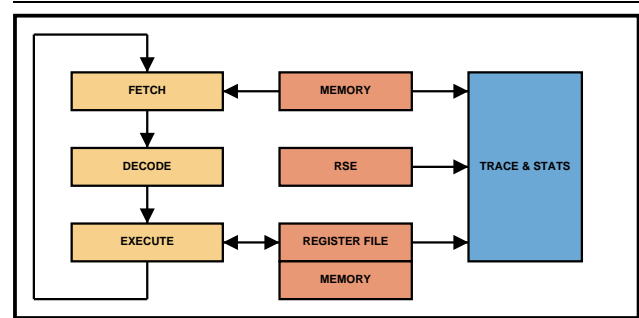 FETCH
MEMORY
DECODE
RSE
TRACE & STATS
EXECUTE
REGISTER FILE
MEMORY